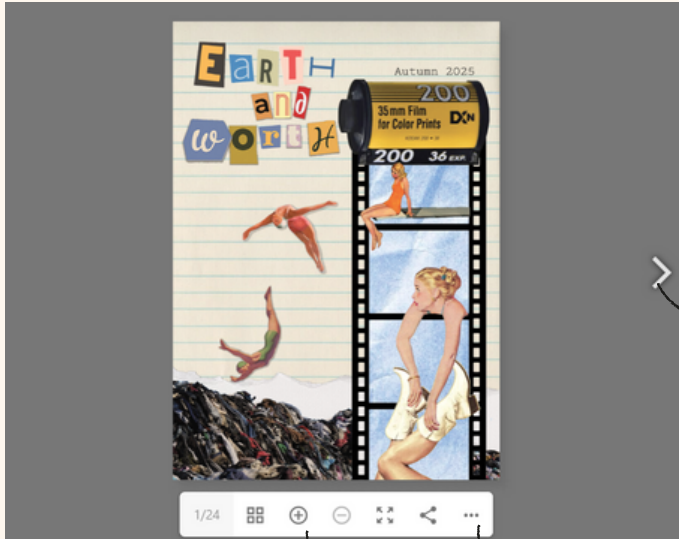 EaRTH
Autumn 2025
and
worth
200
35mm Film
for Color Prints
DXN
200 36 EXP.
1/24